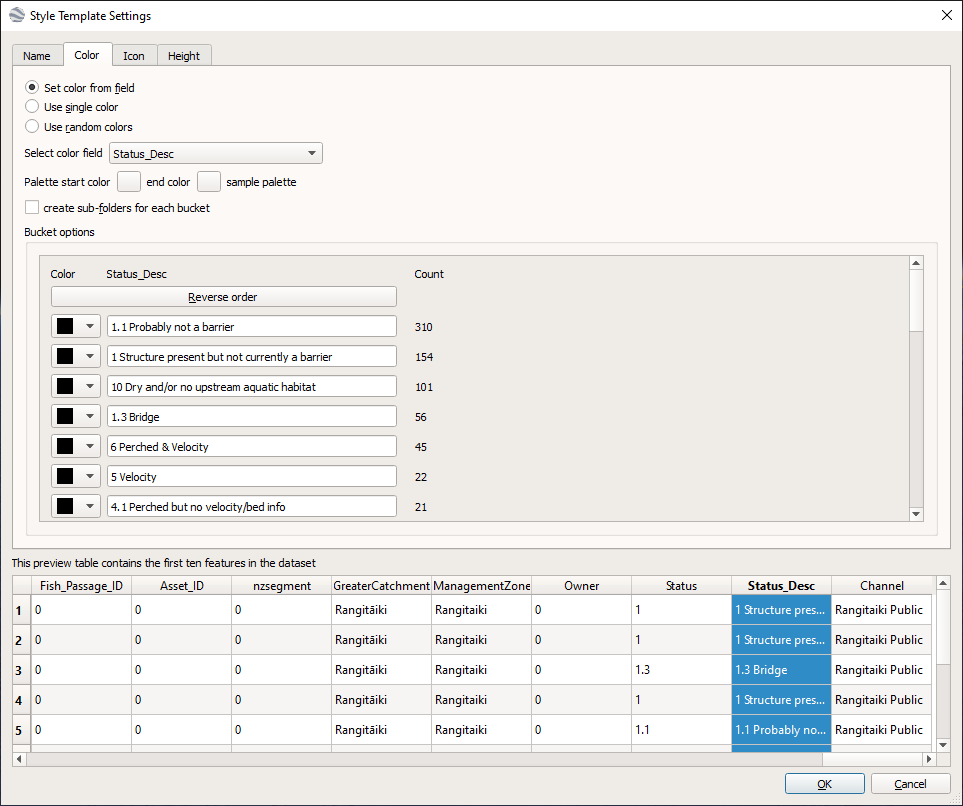 Style Template Settings
Name Color Icon Height
Set color from field
Use single color
Use random colors
Select color field Status_Desc
Palette start color end color sample palette
create sub-folders for each bucket
Bucket options
Color Status_Desc Count
Reverse order
1.1 Probably not a barrier 310
1 Structure present but not currently a barrier 154
10 Dry and/or no upstream aquatic habitat 101
1.3 Bridge 56
6 Perched & Velocity 45
5 Velocity 22
4.1 Perched but no velocity/bed info 21
This preview table contains the first ten features in the dataset
Fish_Passage_ID Asset_ID nzsegment GreaterCatchment ManagementZone Owner Status Status_Desc Channel
1 0 0 0 Rangitāiki Rangitaiki 0 1 1 Structure pres... Rangitaiki Public
2 0 0 0 Rangitāiki Rangitaiki 0 1 1 Structure pres... Rangitaiki Public
3 0 0 0 Rangitāiki Rangitaiki 0 1.3 1.3 Bridge Rangitaiki Public
4 0 0 0 Rangitāiki Rangitaiki 0 1 1 Structure pres... Rangitaiki Public
5 0 0 0 Rangitāiki Rangitaiki 0 1.1 1.1 Probably no... Rangitaiki Public
OK Cancel